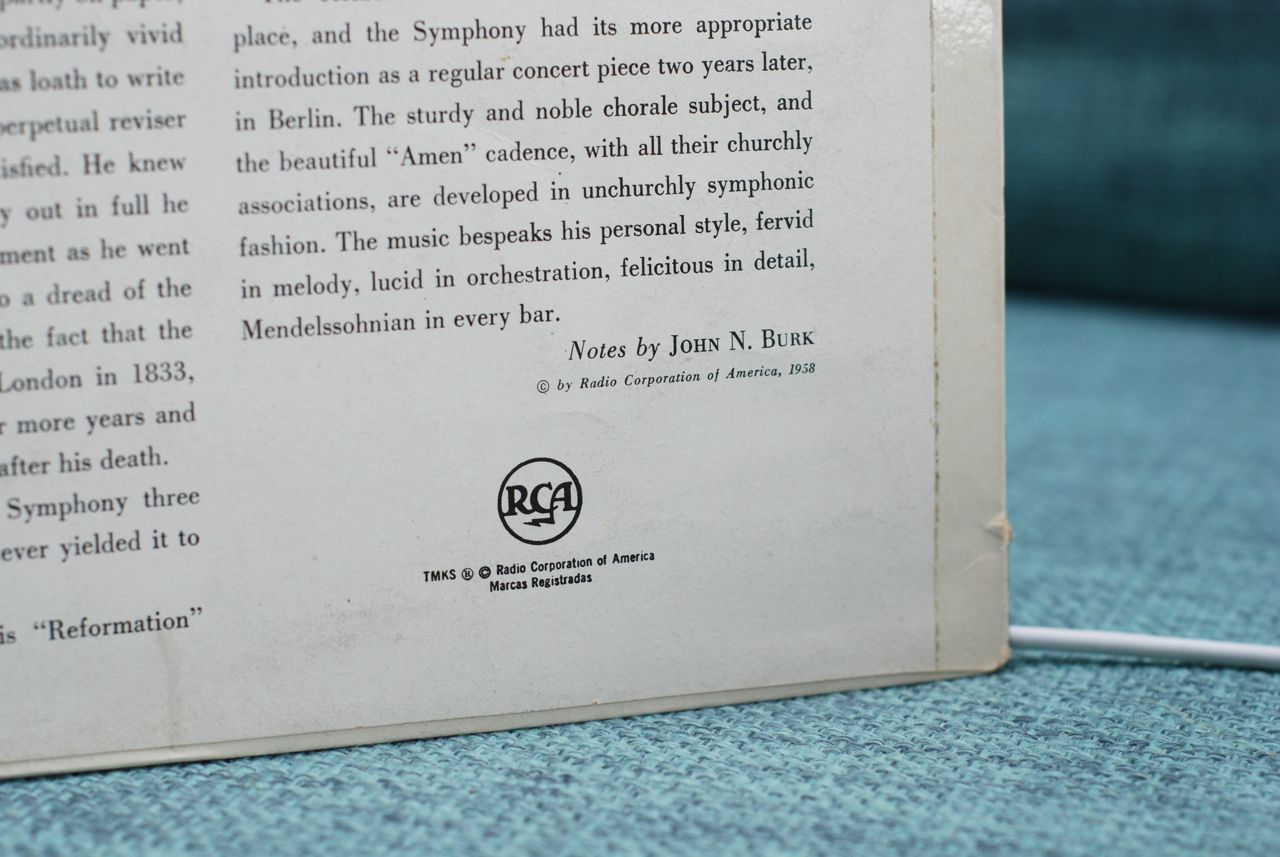 ordinarily vivid
as loath to write
perpetual reviser
isfied. He knew
y out in full he
ment as he went
o a dread of the
the fact that the
London in 1833,
r more years and
after his death.
Symphony three
ever yielded it to
is “Reformation”
place, and the Symphony had its more appropriate
introduction as a regular concert piece two years later,
in Berlin. The sturdy and noble chorale subject, and
the beautiful “Amen” cadence, with all their churchly
associations, are developed in unchurchly symphonic
fashion. The music bespeaks his personal style, fervid
in melody, lucid in orchestration, felicitous in detail,
Mendelssohnian in every bar.
Notes by JOHN N. BURK
© by Radio Corporation of America, 1958
RCA
TMKS ® © Radio Corporation of America
Marcas Registradas